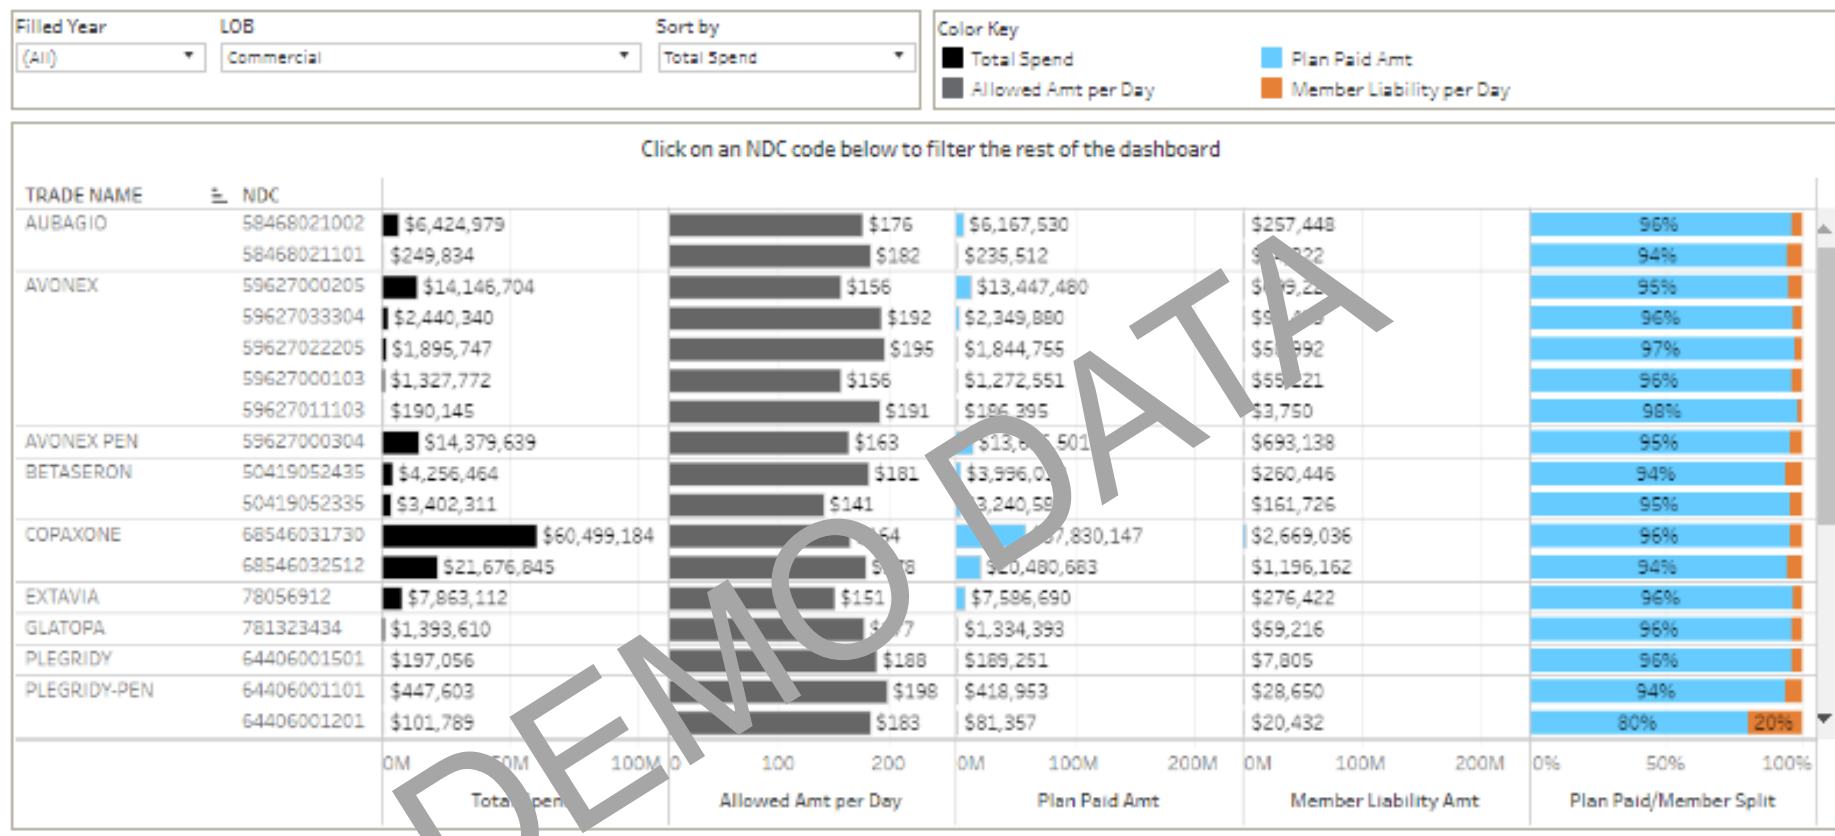 Filled Year LOB Sort by Color Key
(All) Commercial Total Spend
Total Spend Plan Paid Amt
Allowed Amt per Day Member Liability per Day
Click on an NDC code below to filter the rest of the dashboard
TRADE NAME NDC
AUBAGIO 58468021002 $6,424,979 $176 $6,167,530 $257,448 96%
58468021101 $249,834 $182 $235,512 94%
AVONEX 59627000205 $14,146,704 $156 $13,447,480 95%
59627033304 $2,440,340 $192 $2,349,880 96%
59627022205 $1,895,747 $195 $1,844,755 97%
59627000103 $1,327,772 $156 $1,272,551 96%
59627011103 $190,145 $191 $186,395 $3,750 98%
AVONEX PEN 59627000304 $14,379,639 $163 $693,138 95%
BETASERON 50419052435 $4,256,464 $181 $260,446 94%
50419052335 $3,402,311 $141 $161,726 95%
COPAXONE 68546031730 $60,499,184 $2,669,036 96%
68546032512 $21,676,845 $20,480,683 $1,196,162 94%
EXTAVIA 78056912 $7,863,112 $151 $7,586,690 $276,422 96%
GLATOPA 781323434 $1,393,610 $1,334,393 $59,216 96%
PLEGRIDY 64406001501 $197,056 $188 $189,251 $7,805 96%
PLEGRIDY-PEN 64406001101 $447,603 $198 $418,953 $28,650 94%
64406001201 $101,789 $183 $81,357 $20,432 80% 20%
0M 50M 100M 0 100 200 0M 100M 200M 0M 100M 200M 0% 50% 100%
Total Spend Allowed Amt per Day Plan Paid Amt Member Liability Amt Plan Paid/Member Split
DEMO DATA